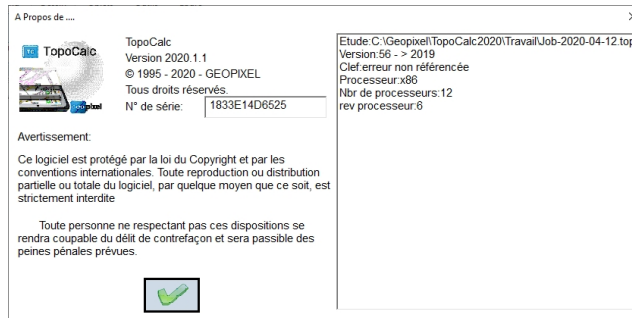 A Propos de ....
TopoCalc
TopoCalc
Version 2020.1.1
© 1995 - 2020 - GEOPIXEL
Tous droits réservés.
N° de série: 1833E14D6525
Avertissement:
Ce logiciel est protégé par la loi du Copyright et par les
conventions internationales. Toute reproduction ou distribution
partielle ou totale du logiciel, par quelque moyen que ce soit, est
strictement interdite
Toute personne ne respectant pas ces dispositions se
rendra coupable du délit de contrefaçon et sera passible des
peines pénales prévues.
Etude:C:\Geopixel\TopoCalc2020\Travail\Job-2020-04-12.top
Version:56 - > 2019
Clef:erreur non référencée
Processeur:x86
Nbr de processeurs:12
rev processeur:6